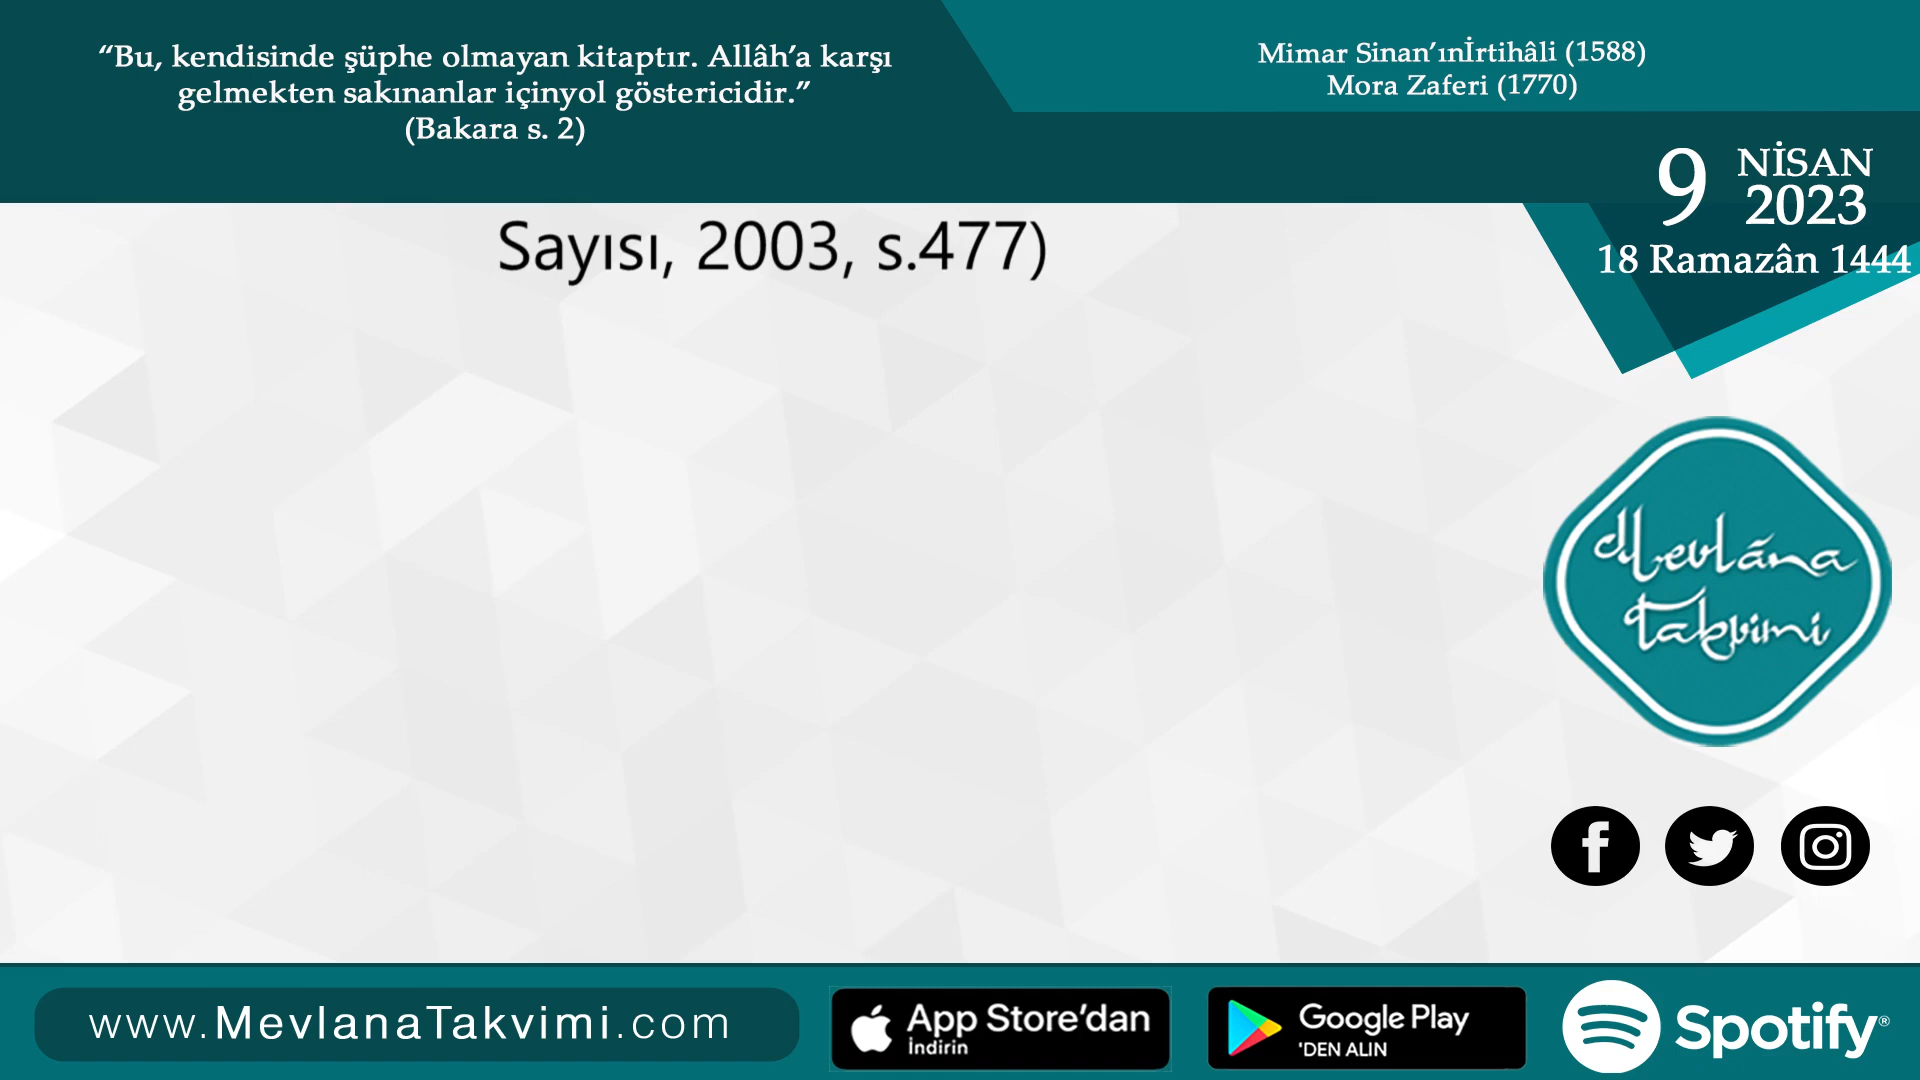 “Bu, kendisinde şüphe olmayan kitaptır. Allâh’a karşı
gelmekten sakınanlar içinyol göstericidir.”
(Bakara s. 2)
Mimar Sinan’ınİrtihâli (1588)
Mora Zaferi (1770)
9 NİSAN
2023
18 Ramazân 1444
Sayısı, 2003, s.477)
Mevlâna
Takvimi
www.MevlanaTakvimi.com
App Store’dan
İndirin
Google Play
'DEN ALIN
Spotify®